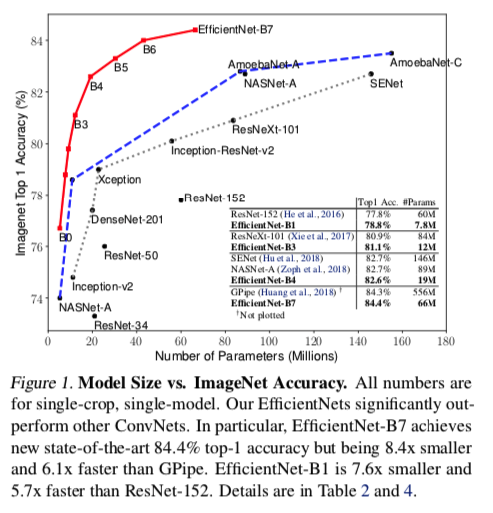 84
82
80
78
76
74
Imagenet Top 1 Accuracy (%)
EfficientNet-B7
B6
B5
B4
B3
B0
AmoebaNet-A
AmoebaNet-C
NASNet-A
SENet
ResNeXt-101
Inception-ResNet-v2
Xception
ResNet-152
DenseNet-201
ResNet-50
Inception-v2
NASNet-A
ResNet-34
Top1 Acc. #Params
ResNet-152 (He et al., 2016) 77.8% 60M
EfficientNet-B1 78.8% 7.8M
ResNeXt-101 (Xie et al., 2017) 80.9% 84M
EfficientNet-B3 81.1% 12M
SENet (Hu et al., 2018) 82.7% 146M
NASNet-A (Zoph et al., 2018) 82.7% 89M
EfficientNet-B4 82.6% 19M
GPipe (Huang et al., 2018) † 84.3% 556M
EfficientNet-B7 84.4% 66M
†Not plotted
0 20 40 60 80 100 120 140 160 180
Number of Parameters (Millions)
Figure 1. Model Size vs. ImageNet Accuracy. All numbers are
for single-crop, single-model. Our EfficientNets significantly out-
perform other ConvNets. In particular, EfficientNet-B7 achieves
new state-of-the-art 84.4% top-1 accuracy but being 8.4x smaller
and 6.1x faster than GPipe. EfficientNet-B1 is 7.6x smaller and
5.7x faster than ResNet-152. Details are in Table 2 and 4.